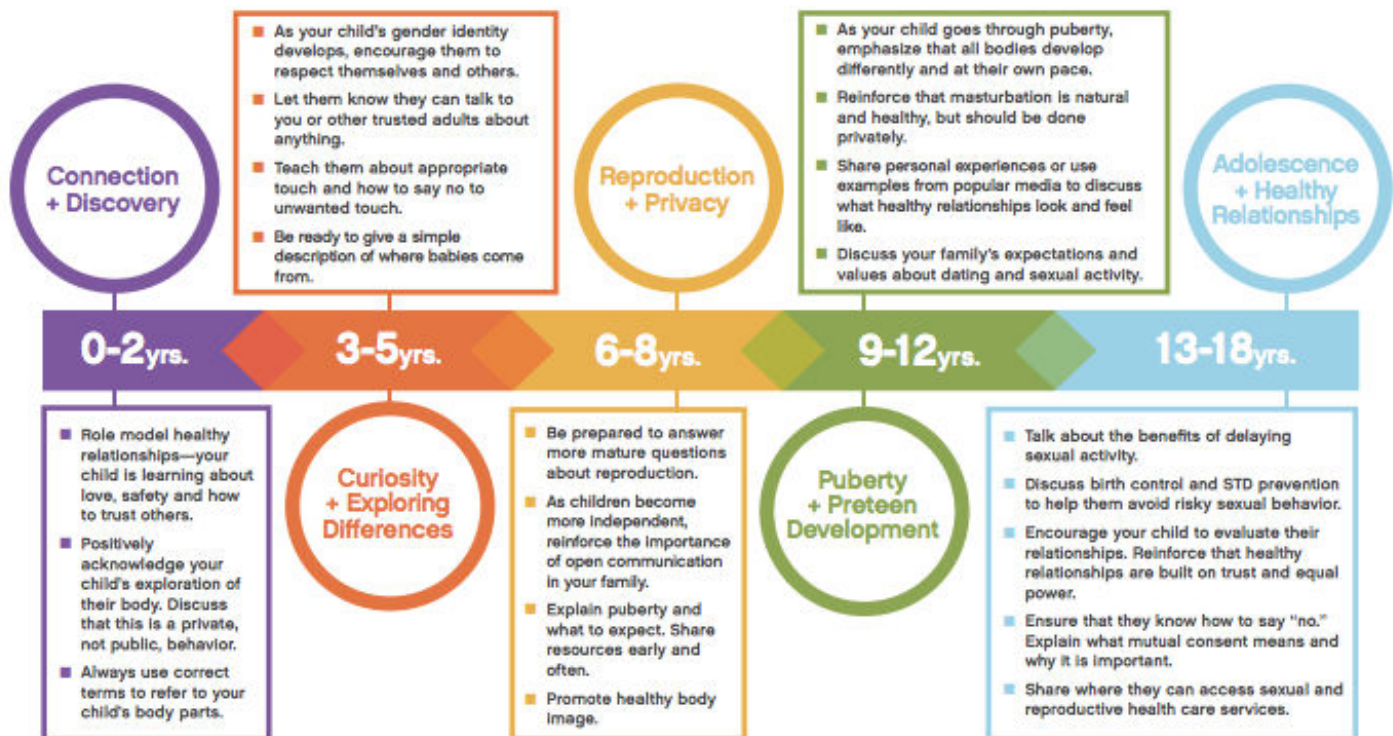 Connection
+ Discovery
0-2yrs.
■ Role model healthy
relationships—your
child is learning about
love, safety and how
to trust others.
■ Positively
acknowledge your
child's exploration of
their body. Discuss
that this is a private,
not public, behavior.
■ Always use correct
terms to refer to your
child's body parts.
■ As your child's gender identity
develops, encourage them to
respect themselves and others.
■ Let them know they can talk to
you or other trusted adults about
anything.
■ Teach them about appropriate
touch and how to say no to
unwanted touch.
■ Be ready to give a simple
description of where babies come
from.
3-5yrs.
Curiosity
+ Exploring
Differences
Reproduction
+ Privacy
6-8yrs.
■ Be prepared to answer
more mature questions
about reproduction.
■ As children become
more independent,
reinforce the importance
of open communication
in your family.
■ Explain puberty and
what to expect. Share
resources early and
often.
■ Promote healthy body
image.
■ As your child goes through puberty,
emphasize that all bodies develop
differently and at their own pace.
■ Reinforce that masturbation is natural
and healthy, but should be done
privately.
■ Share personal experiences or use
examples from popular media to discuss
what healthy relationships look and feel
like.
■ Discuss your family's expectations and
values about dating and sexual activity.
9-12yrs.
Puberty
+ Preteen
Development
Adolescence
+ Healthy
Relationships
13-18yrs.
■ Talk about the benefits of delaying
sexual activity.
■ Discuss birth control and STD prevention
to help them avoid risky sexual behavior.
■ Encourage your child to evaluate their
relationships. Reinforce that healthy
relationships are built on trust and equal
power.
■ Ensure that they know how to say "no."
Explain what mutual consent means and
why it is important.
■ Share where they can access sexual and
reproductive health care services.